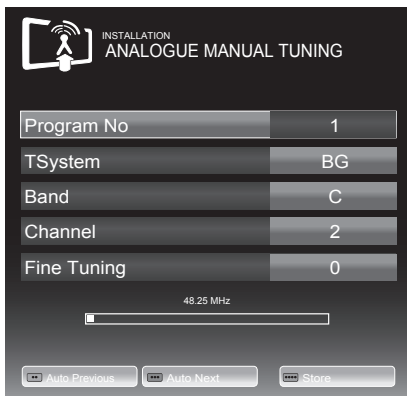 INSTALLATION
ANALOGUE MANUAL TUNING
Program No 1
TSystem BG
Band C
Channel 2
Fine Tuning 0
48.25 MHz
Auto Previous Auto Next Store